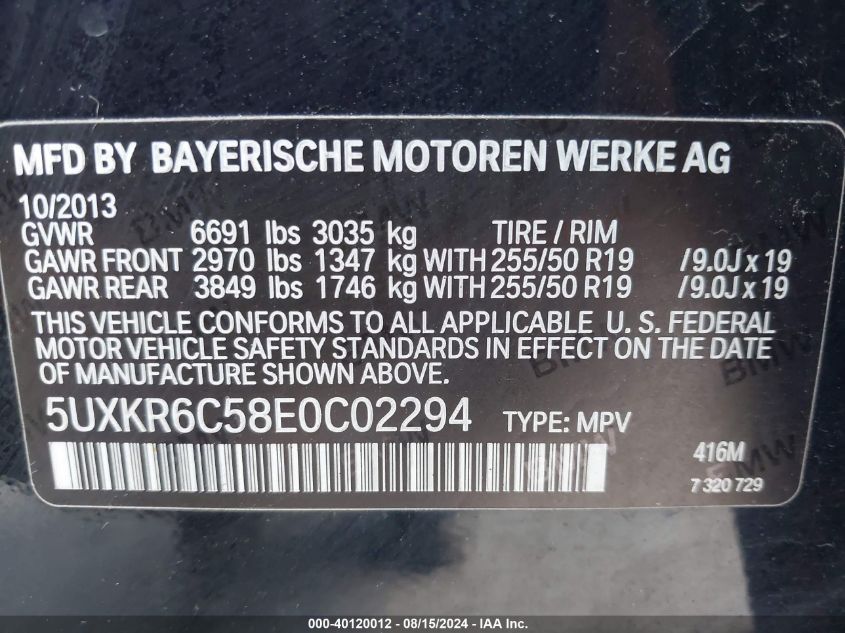 MFD BY BAYERISCHE MOTOREN WERKE AG
10/2013
GVWR 6691 lbs 3035 kg TIRE / RIM
GAWR FRONT 2970 lbs 1347 kg WITH 255/50 R19 /9.0J x 19
GAWR REAR 3849 lbs 1746 kg WITH 255/50 R19 /9.0J x 19
THIS VEHICLE CONFORMS TO ALL APPLICABLE U. S. FEDERAL
MOTOR VEHICLE SAFETY STANDARDS IN EFFECT ON THE DATE
OF MANUFACTURE SHOWN ABOVE.
5UXKR6C58E0C02294 TYPE: MPV
416M
7 320 729
000-40120012 - 08/15/2024 - IAA Inc.